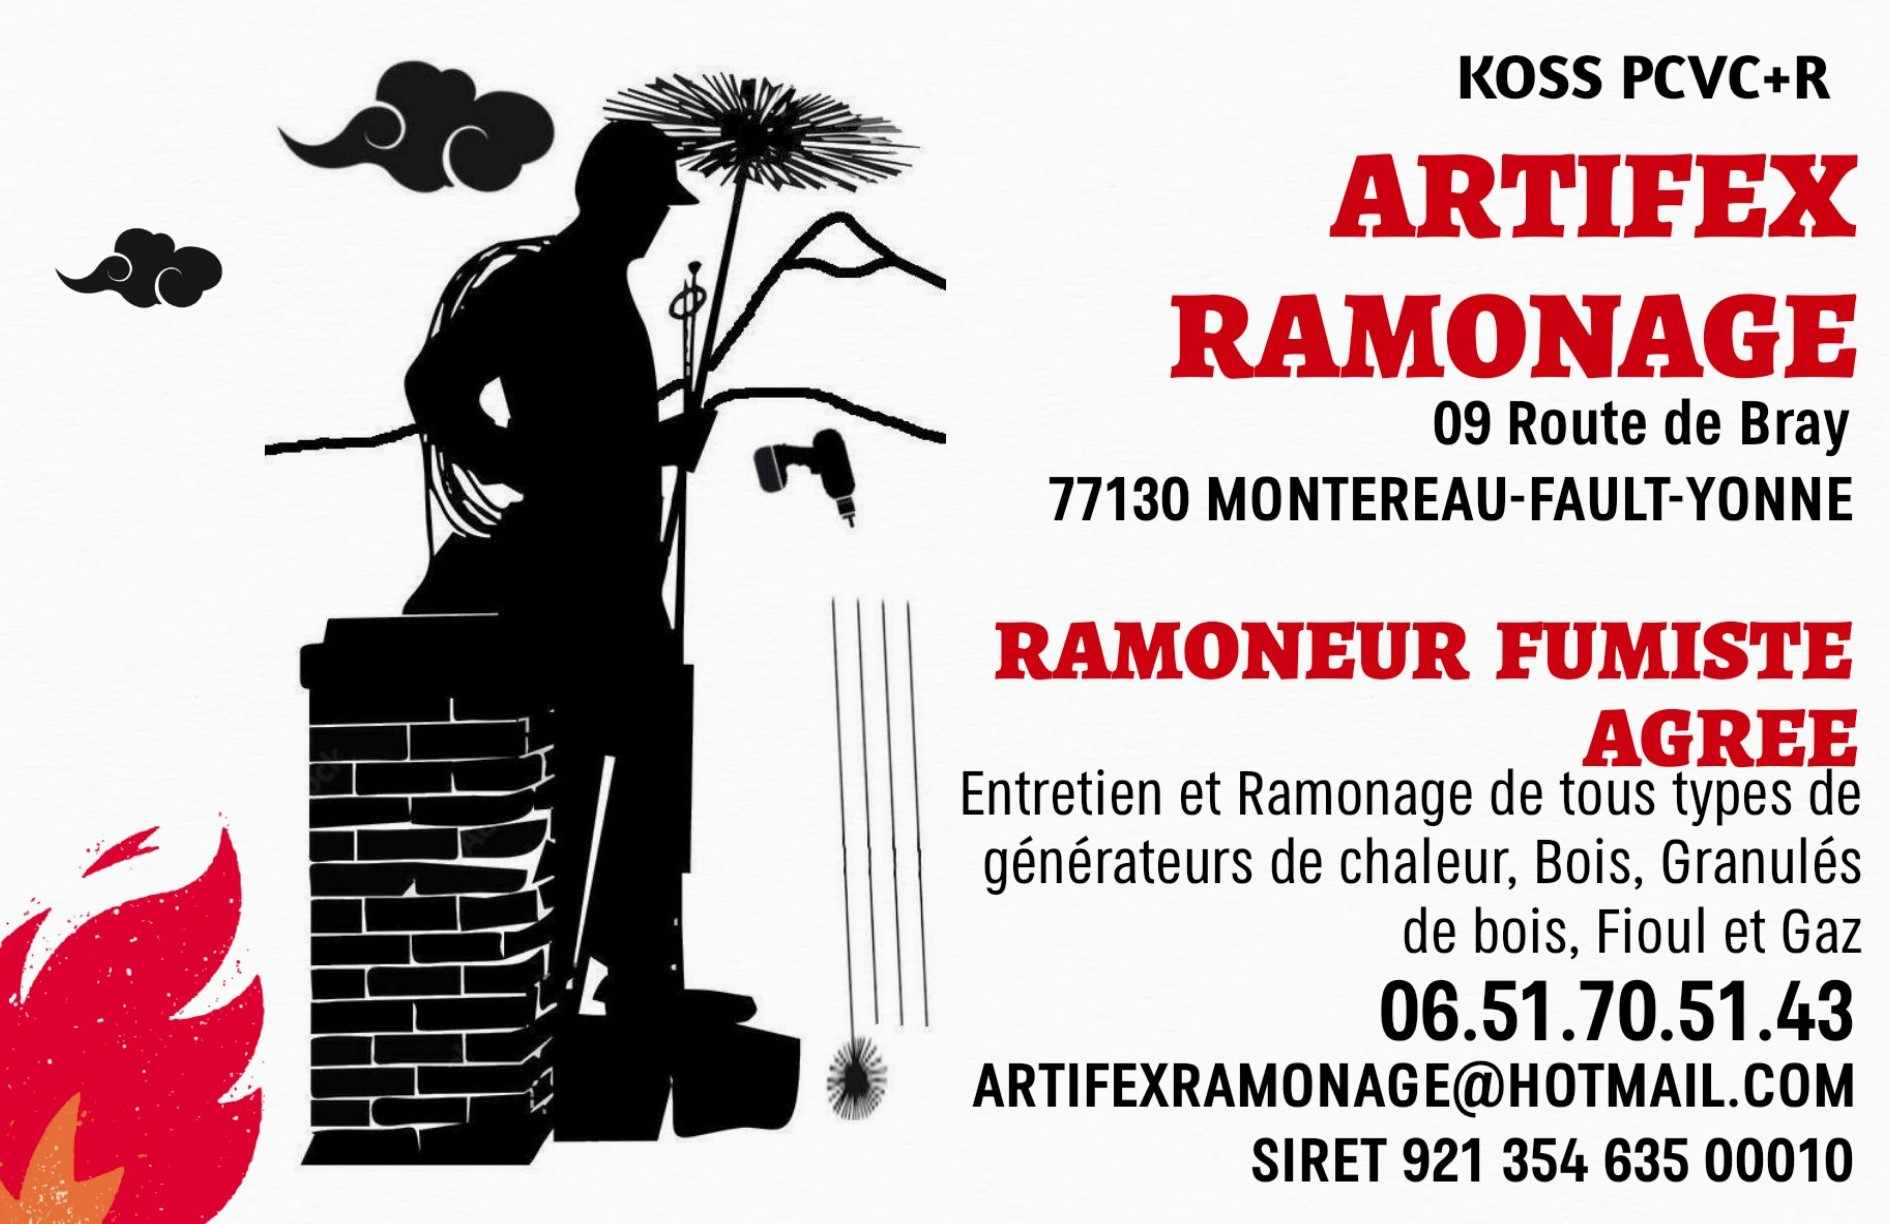 KOSS PCVC+R
ARTIFEX
RAMONAGE
09 Route de Bray
77130 MONTEREAU-FAULT-YONNE
RAMONEUR FUMISTE
AGREE
Entretien et Ramonage de tous types de
générateurs de chaleur, Bois, Granulés
de bois, Fioul et Gaz
06.51.70.51.43
ARTIFEXRAMONAGE@HOTMAIL.COM
SIRET 921 354 635 00010